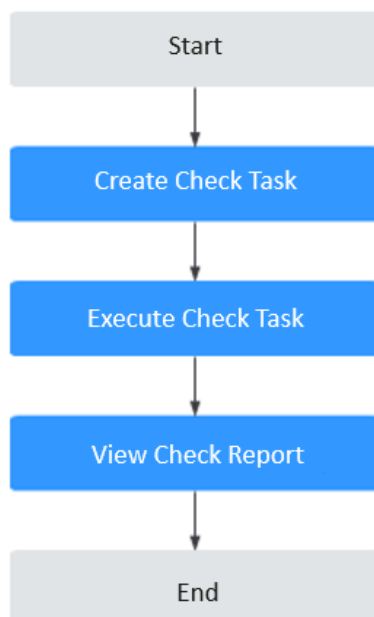 Start
Create Check Task
Execute Check Task
View Check Report
End